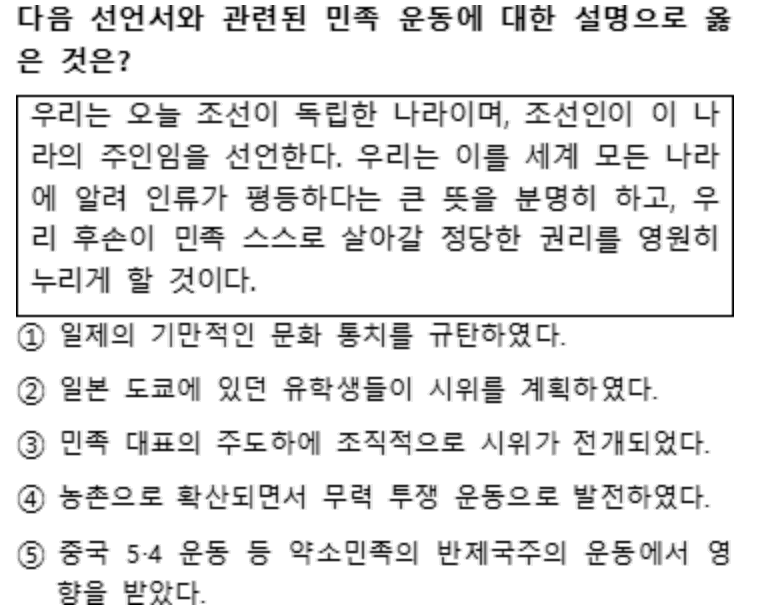 다음 선언서와 관련된 민족 운동에 대한 설명으로 옳
은 것은?
우리는 오늘 조선이 독립한 나라이며, 조선인이 이 나
라의 주인임을 선언한다. 우리는 이를 세계 모든 나라
에 알려 인류가 평등하다는 큰 뜻을 분명히 하고, 우
리 후손이 민족 스스로 살아갈 정당한 권리를 영원히
누리게 할 것이다.
① 일제의 기만적인 문화 통치를 규탄하였다.
② 일본 도쿄에 있던 유학생들이 시위를 계획하였다.
③ 민족 대표의 주도하에 조직적으로 시위가 전개되었다.
④ 농촌으로 확산되면서 무력 투쟁 운동으로 발전하였다.
⑤ 중국 5·4 운동 등 약소민족의 반제국주의 운동에서 영
향을 받았다.